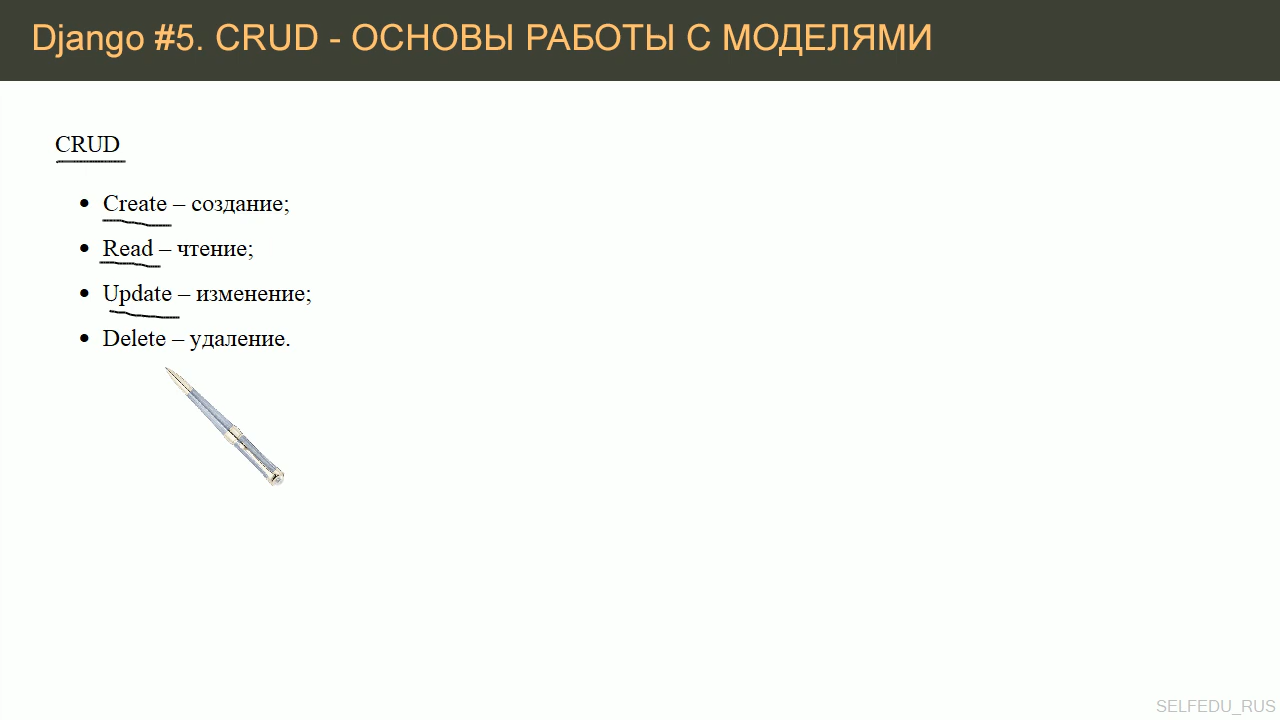 Django #5. CRUD - ОСНОВЫ РАБОТЫ С МОДЕЛЯМИ
CRUD
• Create – создание;
• Read – чтение;
• Update – изменение;
• Delete – удаление.
SELFEDU_RUS